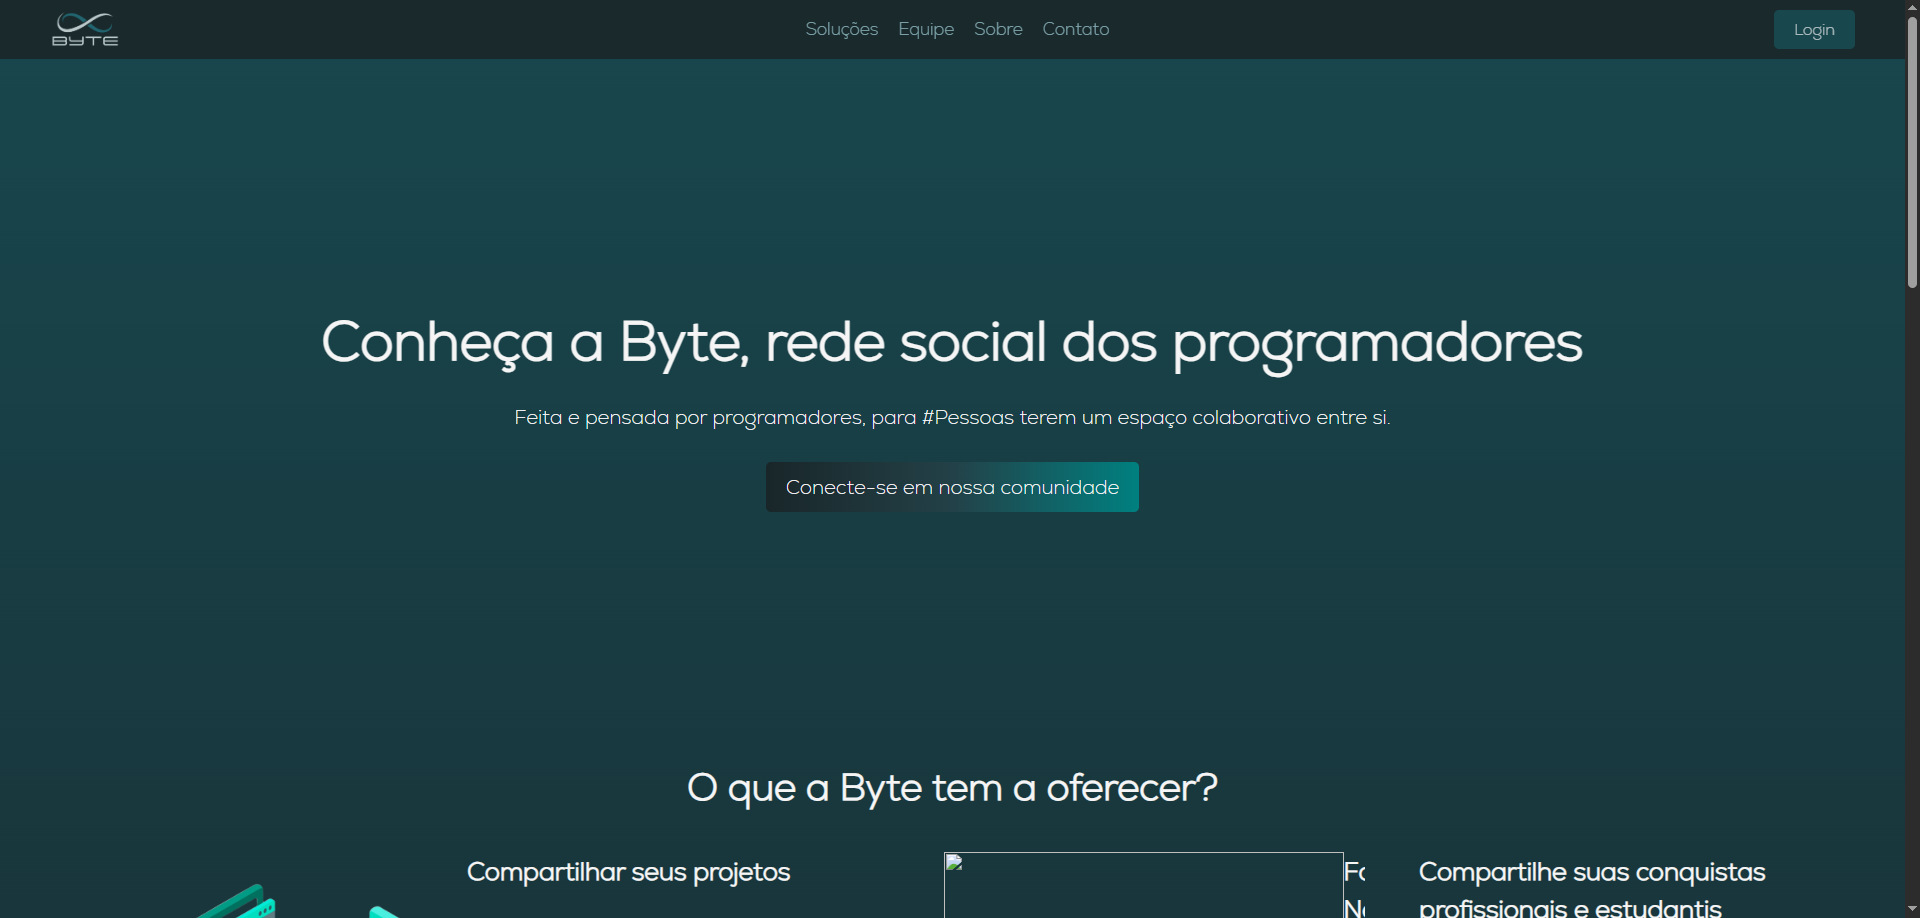 BYTE
Soluções Equipe Sobre Contato
Login
Conheça a Byte, rede social dos programadores
Feita e pensada por programadores, para #Pessoas terem um espaço colaborativo entre si.
Conecte-se em nossa comunidade
O que a Byte tem a oferecer?
Compartilhar seus projetos
Compartilhe suas conquistas
profissionais e estudantis